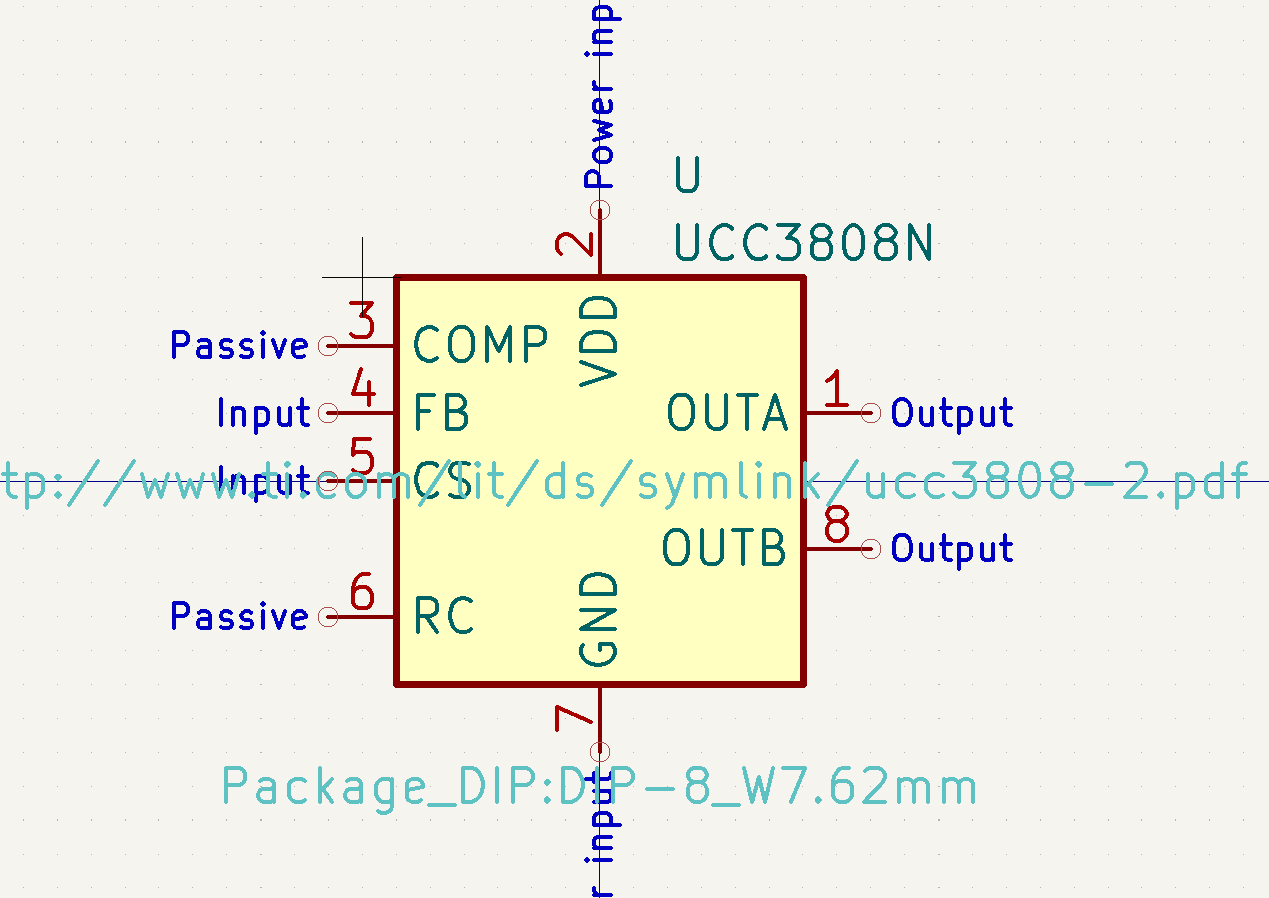 Power inp
U
2
UCC3808N
3
Passive COMP VDD
4 1
Input FB OUTA Output
5
Input CS
tp://www.ti.com/lit/ds/symlink/ucc3808-2.pdf
8
OUTB Output
6
Passive RC GND
7
Package_DIP:DIP-8_W7.62mm
r input